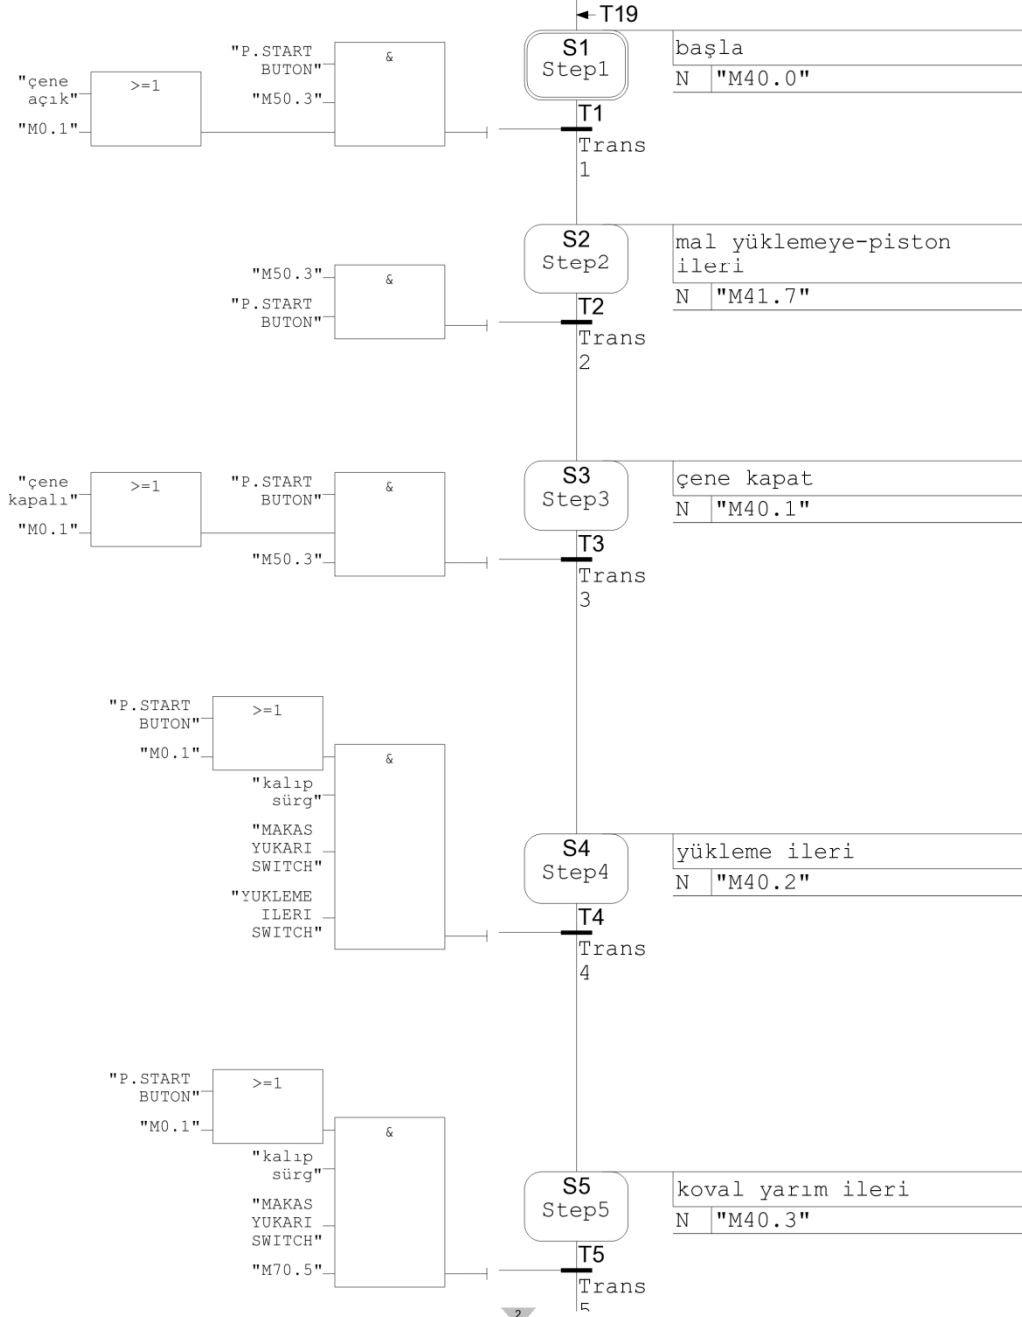 T19
S1
Step1
başla
N "M40.0"
"P.START
BUTON"
&
"çene
açık"
>=1
"M50.3"
"M0.1"
T1
Trans
1
S2
Step2
mal yüklemeye-piston
ileri
N "M41.7"
"M50.3"
&
"P.START
BUTON"
T2
Trans
2
S3
Step3
çene kapat
N "M40.1"
"çene
kapalı"
>=1
"P.START
BUTON"
&
"M0.1"
"M50.3"
T3
Trans
3
"P.START
BUTON"
>=1
"M0.1"
&
"kalıp
sürg"
"MAKAS
YUKARI
SWITCH"
"YUKLEME
ILERI
SWITCH"
S4
Step4
yükleme ileri
N "M40.2"
T4
Trans
4
"P.START
BUTON"
>=1
"M0.1"
&
"kalıp
sürg"
"MAKAS
YUKARI
SWITCH"
"M70.5"
S5
Step5
koval yarım ileri
N "M40.3"
T5
Trans
5
2